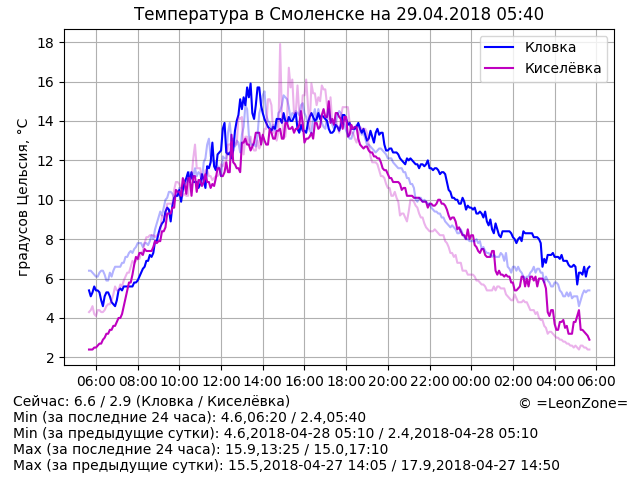 Температура в Смоленске на 29.04.2018 05:40
градусов Цельсия, °C
18
16
14
12
10
8
6
4
2
Кловка
Киселёвка
06:00 08:00 10:00 12:00 14:00 16:00 18:00 20:00 22:00 00:00 02:00 04:00 06:00
Сейчас: 6.6 / 2.9 (Кловка / Киселёвка)
© =LeonZone=
Min (за последние 24 часа): 4.6,06:20 / 2.4,05:40
Min (за предыдущие сутки): 4.6,2018-04-28 05:10 / 2.4,2018-04-28 05:10
Max (за последние 24 часа): 15.9,13:25 / 15.0,17:10
Max (за предыдущие сутки): 15.5,2018-04-27 14:05 / 17.9,2018-04-27 14:50